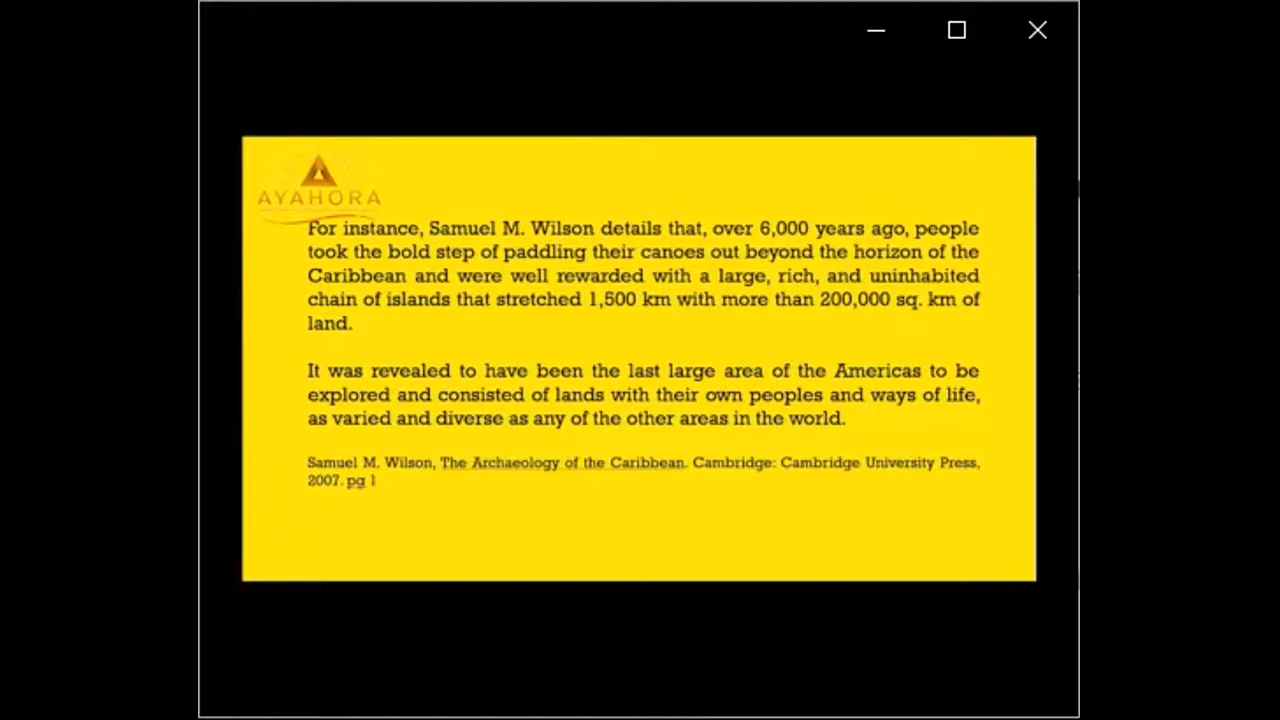 AYAHORA
For instance, Samuel M. Wilson details that, over 6,000 years ago, people
took the bold step of paddling their canoes out beyond the horizon of the
Caribbean and were well rewarded with a large, rich, and uninhabited
chain of islands that stretched 1,500 km with more than 200,000 sq. km of
land.
It was revealed to have been the last large area of the Americas to be
explored and consisted of lands with their own peoples and ways of life,
as varied and diverse as any of the other areas in the world.
Samuel M. Wilson, The Archaeology of the Caribbean. Cambridge: Cambridge University Press,
2007. pg 1